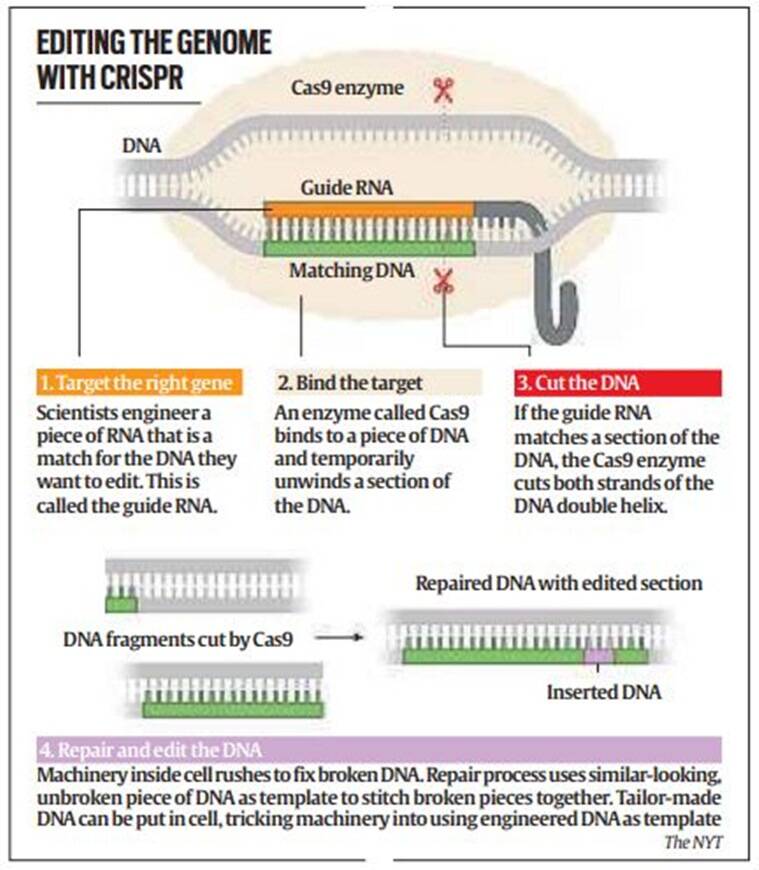 EDITING THE GENOME
WITH CRISPR
Cas9 enzyme
DNA
Guide RNA
Matching DNA
1. Target the right gene
Scientists engineer a
piece of RNA that is a
match for the DNA they
want to edit. This is
called the guide RNA.
2. Bind the target
An enzyme called Cas9
binds to a piece of DNA
and temporarily
unwinds a section of
the DNA.
3. Cut the DNA
If the guide RNA
matches a section of the
DNA, the Cas9 enzyme
cuts both strands of the
DNA double helix.
DNA fragments cut by Cas9
Repaired DNA with edited section
Inserted DNA
4. Repair and edit the DNA
Machinery inside cell rushes to fix broken DNA. Repair process uses similar-looking,
unbroken piece of DNA as template to stitch broken pieces together. Tailor-made
DNA can be put in cell, tricking machinery into using engineered DNA as template
The NYT